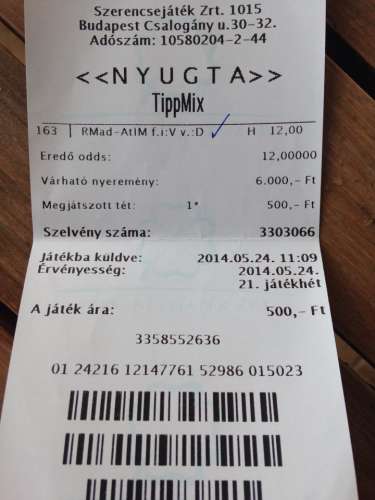 Szerencsejáték Zrt. 1015
Budapest Csalogány u.30-32.
Adószám: 10580204-2-44
<<NYUGTA>>
TippMix
163 | RMad-AtlM f.i:V v.:D H 12,00
Eredő odds: 12,00000
Várható nyeremény: 6.000,- Ft
Megjátszott tét: 1* 500,- Ft
Szelvény száma: 3303066
Játékba küldve: 2014.05.24. 11:09
Érvényesség: 2014.05.24.
21. játékhét
A játék ára: 500,- Ft
3358552636
01 24216 12147761 52986 015023